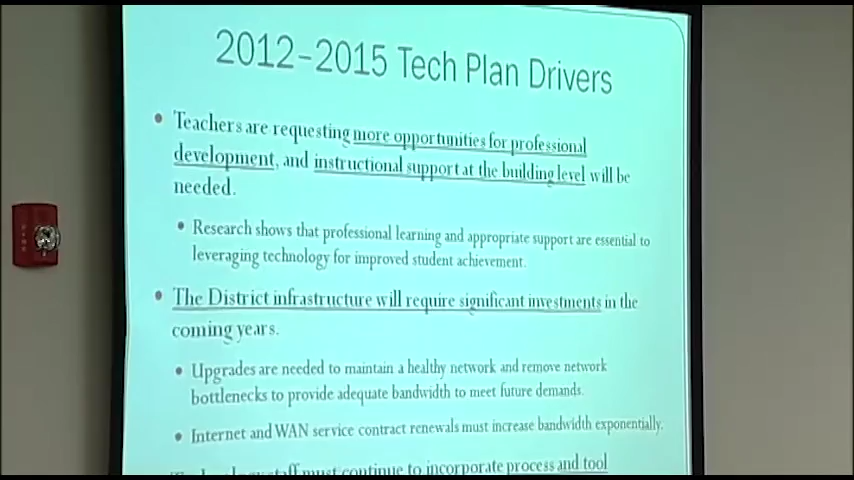 2012-2015 Tech Plan Drivers
• Teachers are requesting more opportunities for professional
development, and instructional support at the building level will be
needed.
• Research shows that professional learning and appropriate support are essential to
leveraging technology for improved student achievement.
• The District infrastructure will require significant investments in the
coming years.
• Upgrades are needed to maintain a healthy network and remove network
bottlenecks to provide adequate bandwidth to meet future demands.
• Internet and WAN service contract renewals must increase bandwidth exponentially.
must continue to incorporate process and tool